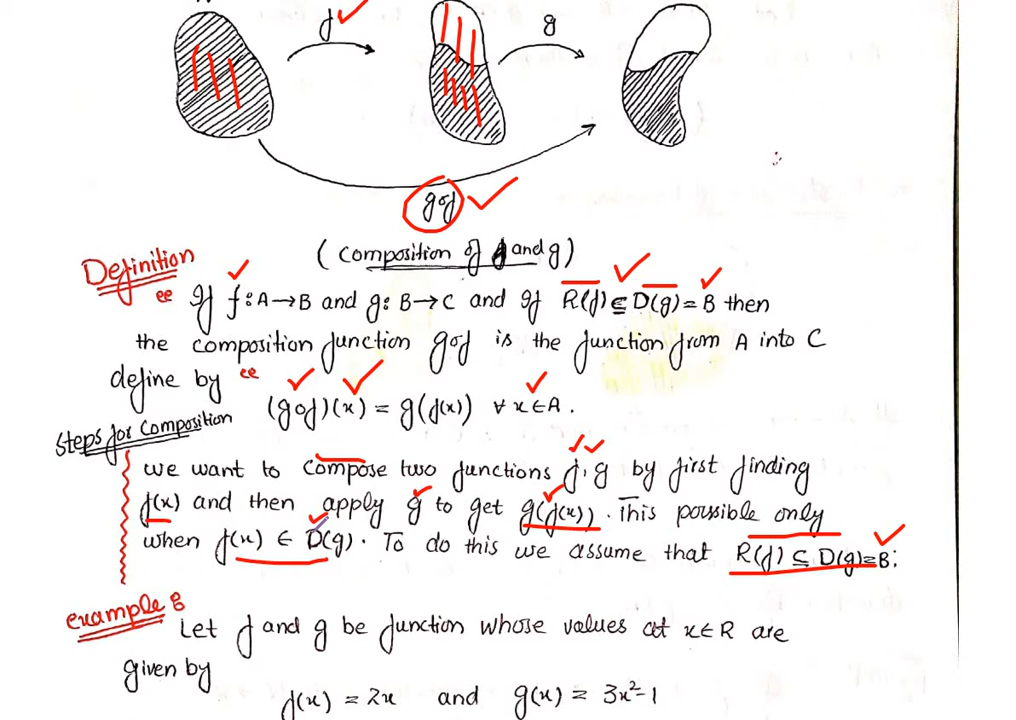 f
g
gof
(composition of f and g)
Definition
" If f:A→B and g:B→C and if R(f)⊆D(g)=B then
the composition function gof is the function from A into C
define by "
(gof)(x) = g(f(x)) ∀ x∈A.
Steps for composition
we want to compose two functions f,g by first finding
f(x) and then apply g to get g(f(x)). This possible only
when f(x) ∈ D(g). To do this we assume that R(f)⊆D(g)=B.
example:
Let f and g be function whose values at x∈R are
given by
f(x) = 2x and g(x) = 3x²-1